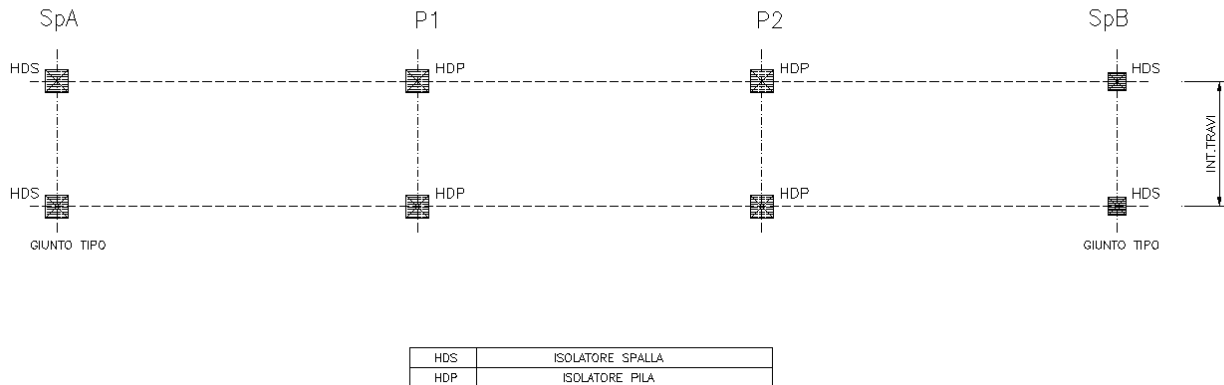 SpA P1 P2 SpB
HDS HDP HDP HDS
INT.TRAVI
HDS HDP HDP HDS
GIUNTO TIPO GIUNTO TIPO
HDS ISOLATORE SPALLA
HDP ISOLATORE PILA